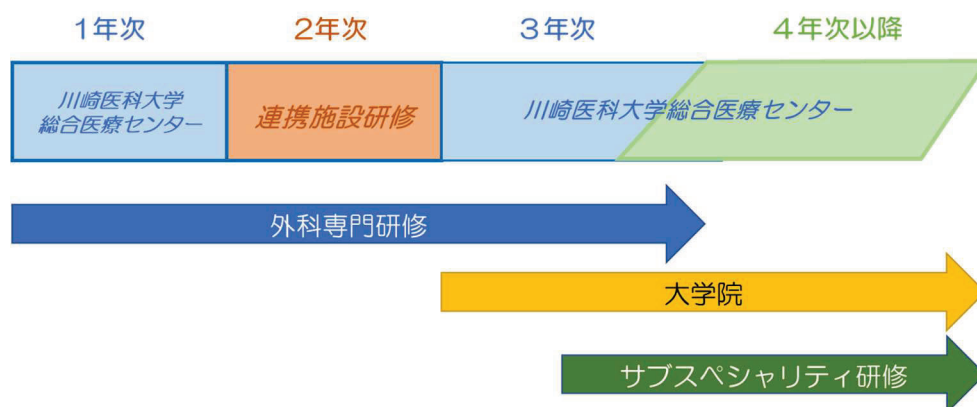 1年次
2年次
3年次
4年次以降
川崎医科大学
総合医療センター
連携施設研修
川崎医科大学総合医療センター
外科専門研修
大学院
サブスペシャリティ研修